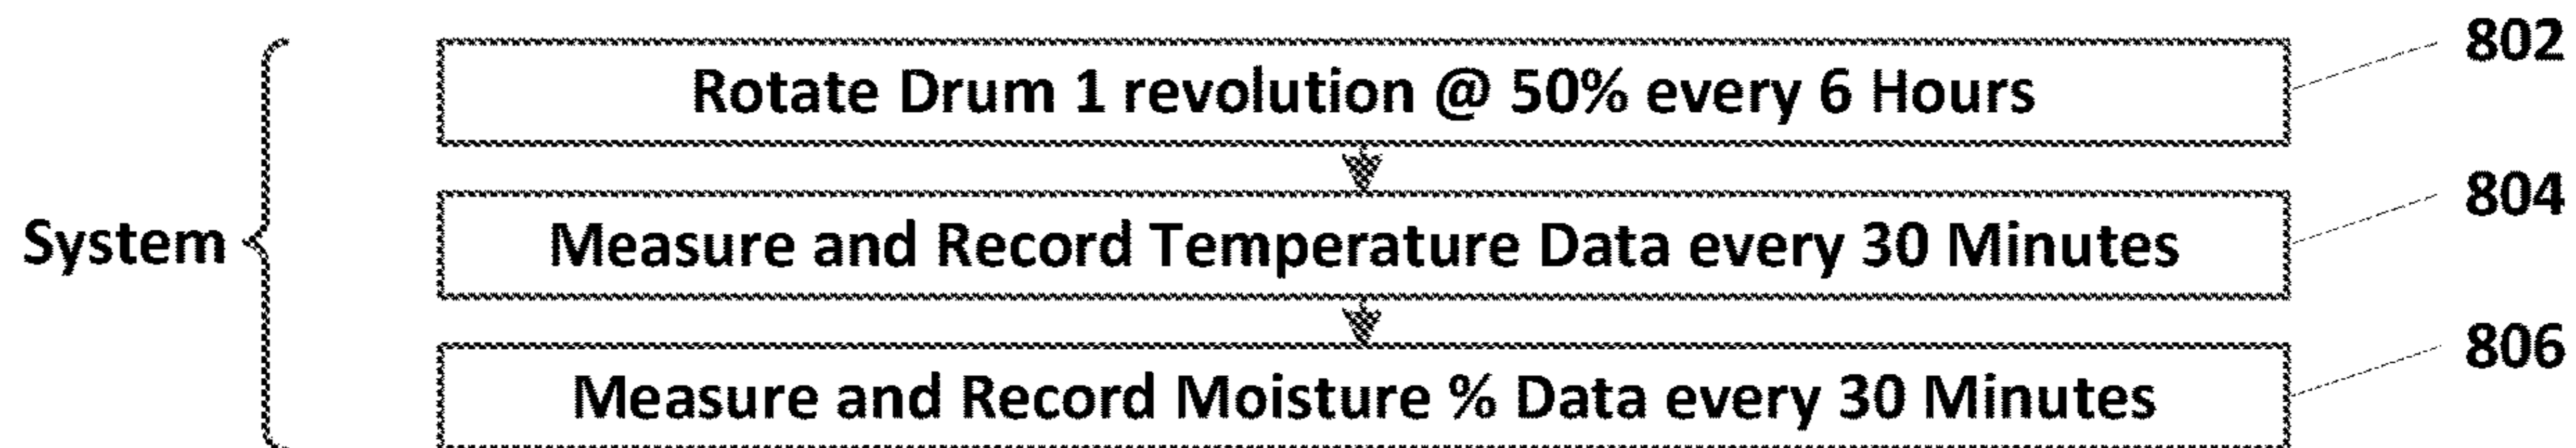 802
Rotate Drum 1 revolution @ 50% every 6 Hours
804
System
Measure and Record Temperature Data every 30 Minutes
806
Measure and Record Moisture % Data every 30 Minutes